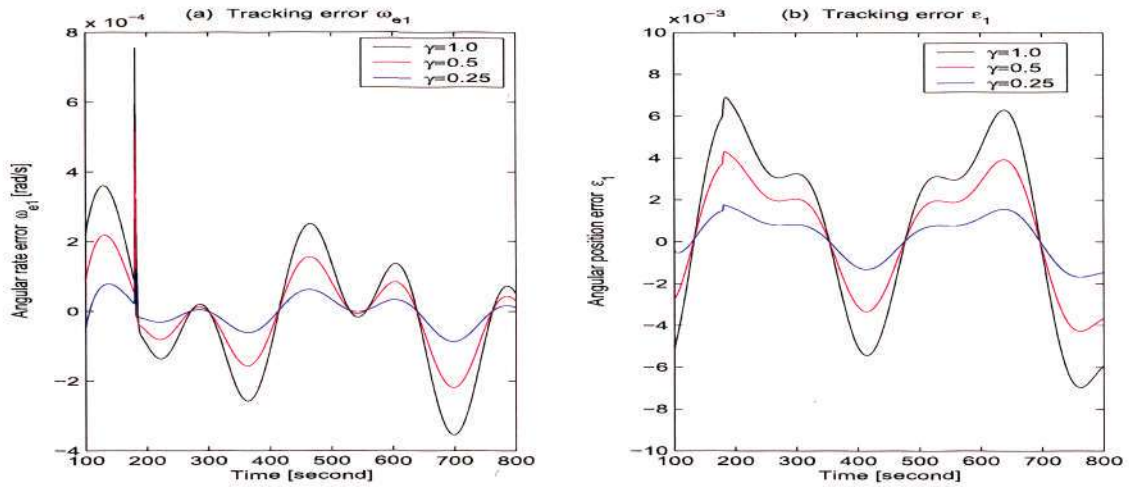 (a) Tracking error ω_e1
x 10⁻⁴
8
6
4
2
0
−2
−4
100 200 300 400 500 600 700 800
Time [second]
Angular rate error ω_e1 [rad/s]
γ=1.0
γ=0.5
γ=0.25
(b) Tracking error ε₁
x10⁻³
10
8
6
4
2
0
−2
−4
−6
−8
−10
100 200 300 400 500 600 700 800
Time [second]
Angular position error ε₁
γ=1.0
γ=0.5
γ=0.25